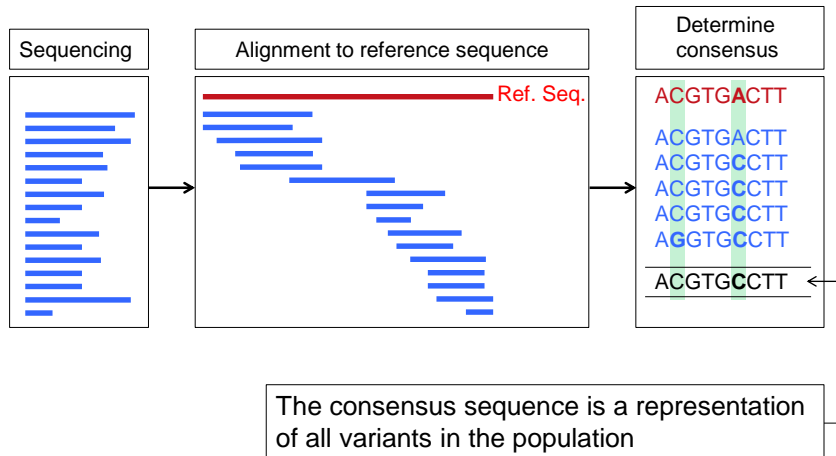 Sequencing
Alignment to reference sequence
Determine
consensus
Ref. Seq.
ACGTGACTT
ACGTGACTT
ACGTGCCTT
ACGTGCCTT
ACGTGCCTT
AGGTGCCTT
ACGTGCCTT
The consensus sequence is a representation
of all variants in the population